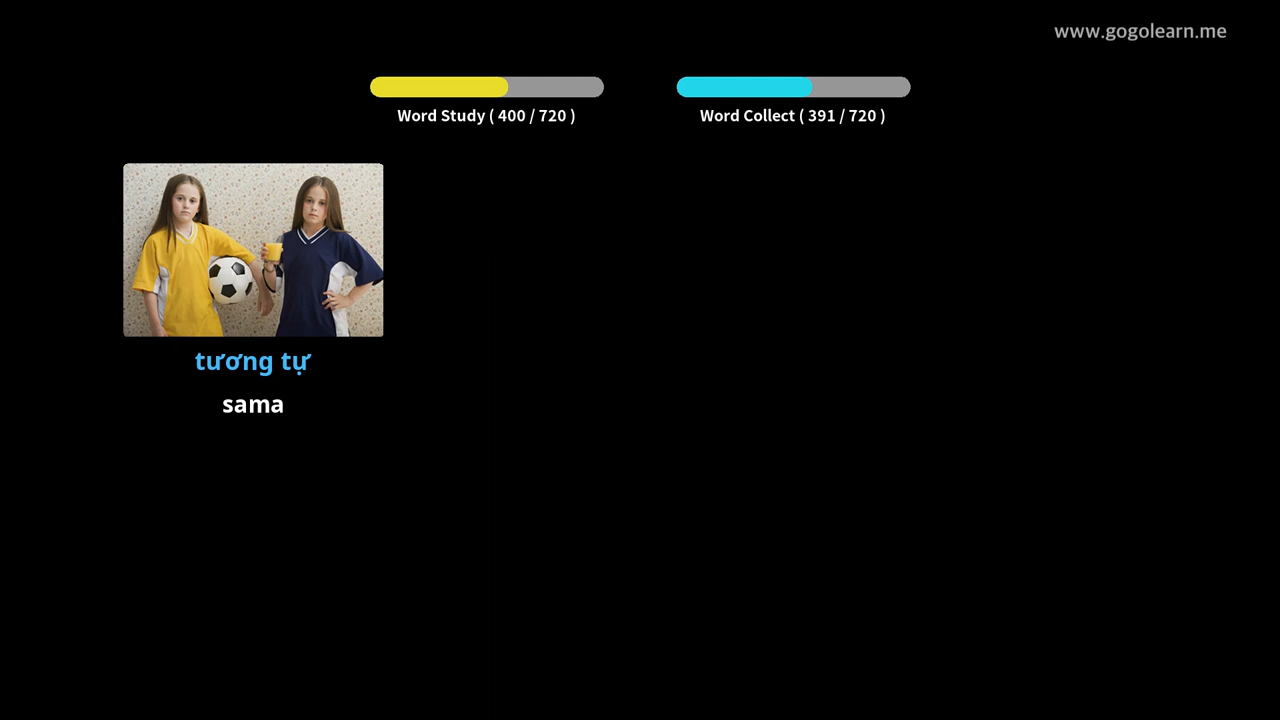 www.gogolearn.me
Word Study ( 400 / 720 )
Word Collect ( 391 / 720 )
tương tự
sama